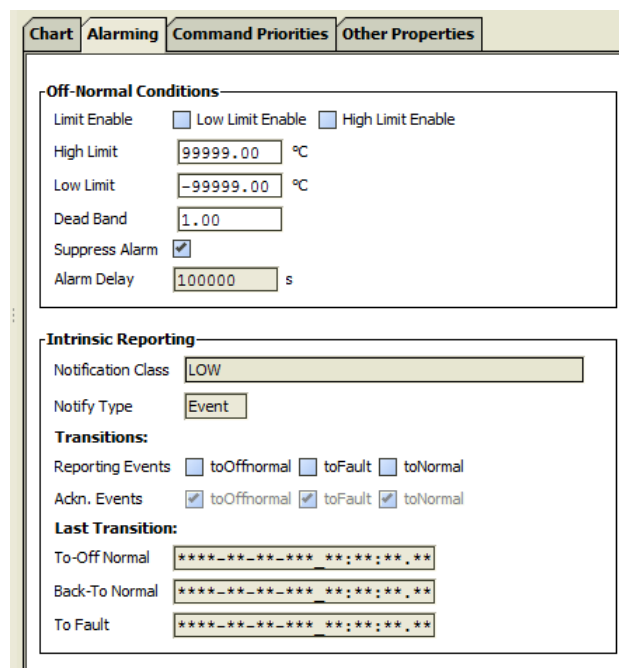 Chart Alarming Command Priorities Other Properties
Off-Normal Conditions
Limit Enable Low Limit Enable High Limit Enable
High Limit 99999.00 °C
Low Limit -99999.00 °C
Dead Band 1.00
Suppress Alarm
Alarm Delay 100000 s
Intrinsic Reporting
Notification Class LOW
Notify Type Event
Transitions:
Reporting Events toOffnormal toFault toNormal
Ackn. Events toOffnormal toFault toNormal
Last Transition:
To-Off Normal ****-**-**-***_**:**:**.**
Back-To Normal ****-**-**-***_**:**:**.**
To Fault ****-**-**-***_**:**:**.**